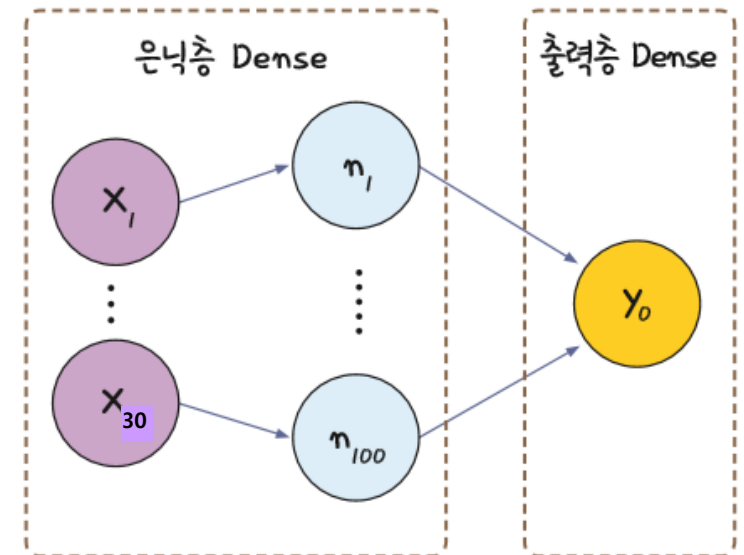 은닉층 Dense
출력층 Dense
X₁
n₁
y₀
X₃₀
n₁₀₀